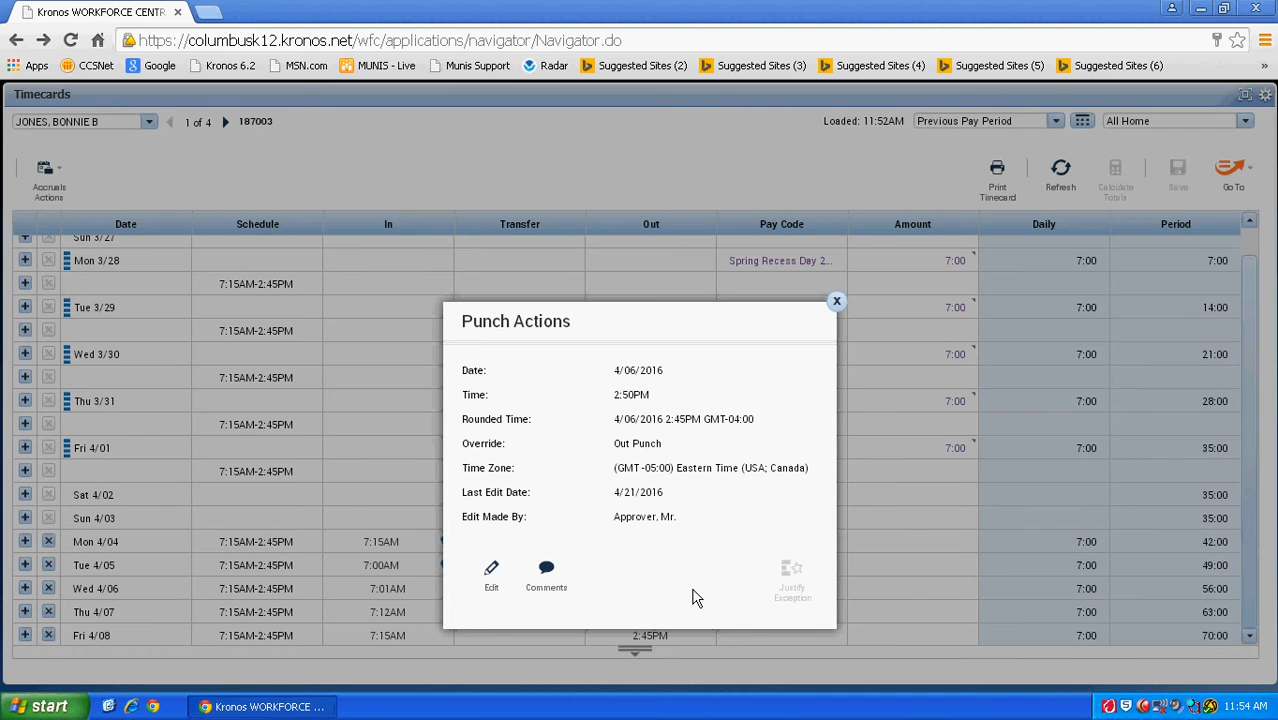 Kronos WORKFORCE CENTR
https://columbusk12.kronos.net/wfc/applications/navigator/Navigator.do
Apps CCSNet Google Kronos 6.2 MSN.com MUNIS - Live Munis Support Radar Suggested Sites (2) Suggested Sites (3) Suggested Sites (4) Suggested Sites (5) Suggested Sites (6) »
Timecards
JONES, BONNIE B 1 of 4 187003 Loaded: 11:52AM Previous Pay Period All Home
Accruals Actions Print Timecard Refresh Calculate Totals Save Go To
Date Schedule In Transfer Out Pay Code Amount Daily Period
Sun 3/27
Mon 3/28 Spring Recess Day 2... 7:00 7:00 7:00
7:15AM-2:45PM
Tue 3/29 7:00 7:00 14:00
7:15AM-2:45PM
Wed 3/30 7:00 7:00 21:00
7:15AM-2:45PM
Thu 3/31 7:00 7:00 28:00
7:15AM-2:45PM
Fri 4/01 7:00 7:00 35:00
7:15AM-2:45PM
Sat 4/02 35:00
Sun 4/03 35:00
Mon 4/04 7:15AM-2:45PM 7:15AM 7:00 42:00
Tue 4/05 7:15AM-2:45PM 7:00AM 7:00 49:00
Wed 4/06 7:15AM-2:45PM 7:01AM 7:00 56:00
Thu 4/07 7:15AM-2:45PM 7:12AM 7:00 63:00
Fri 4/08 7:15AM-2:45PM 7:15AM 2:45PM 7:00 70:00
Punch Actions x
Date: 4/06/2016
Time: 2:50PM
Rounded Time: 4/06/2016 2:45PM GMT-04:00
Override: Out Punch
Time Zone: (GMT -05:00) Eastern Time (USA; Canada)
Last Edit Date: 4/21/2016
Edit Made By: Approver, Mr.
Edit Comments Justify Exception
start Kronos WORKFORCE ... 11:54 AM